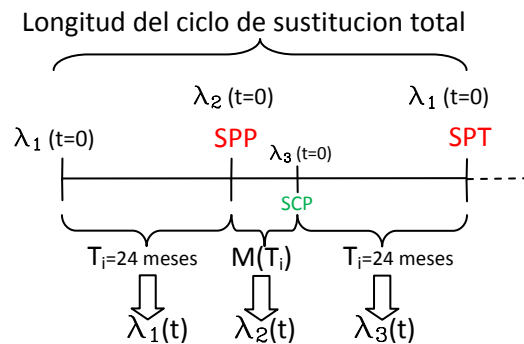 Longitud del ciclo de sustitucion total
λ₂ (t=0) λ₁ (t=0)
λ₁ (t=0) SPP λ₃ (t=0) SPT
SCP
Tᵢ=24 meses M(Tᵢ) Tᵢ=24 meses
λ₁(t) λ₂(t) λ₃(t)